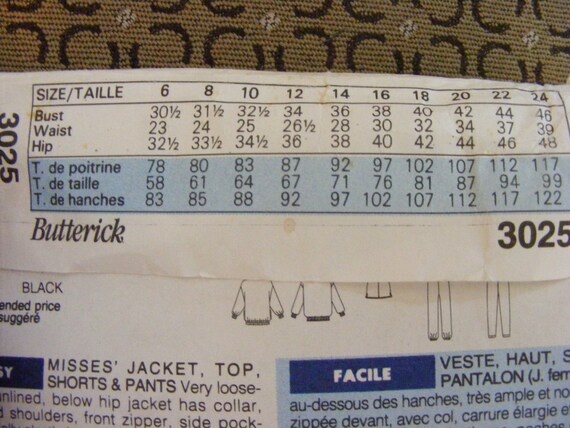 SIZE/TAILLE 6 8 10 12 14 16 18 20 22 24
Bust 30½ 31½ 32½ 34 36 38 40 42 44 46
Waist 23 24 25 26½ 28 30 32 34 37 39
Hip 32½ 33½ 34½ 36 38 40 42 44 46 48
T. de poitrine 78 80 83 87 92 97 102 107 112 117
T. de taille 58 61 64 67 71 76 81 87 94 99
T. de hanches 83 85 88 92 97 102 107 112 117 122
3025
Butterick 3025
BLACK
ended price
suggéré
SY
MISSES' JACKET, TOP,
SHORTS & PANTS Very loose-
unlined, below hip jacket has collar,
d shoulders, front zipper, side pock-
FACILE
VESTE, HAUT, S
PANTALON (J. fem
au-dessous des hanches, très ample et no
zippée devant, avec col, carrure élargie e